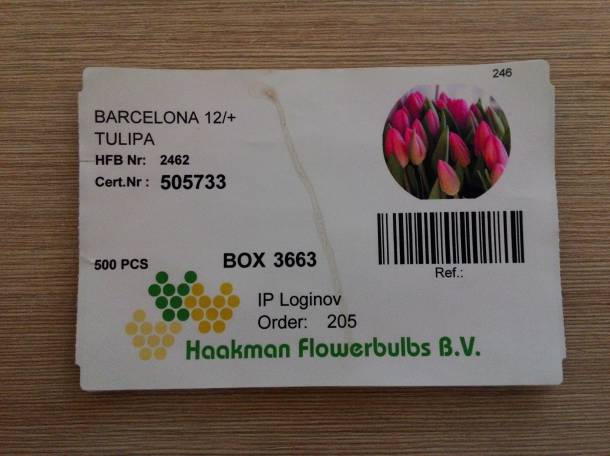 246
BARCELONA 12/+
TULIPA
HFB Nr: 2462
Cert.Nr : 505733
500 PCS
BOX 3663
Ref.:
IP Loginov
Order: 205
Haakman Flowerbulbs B.V.